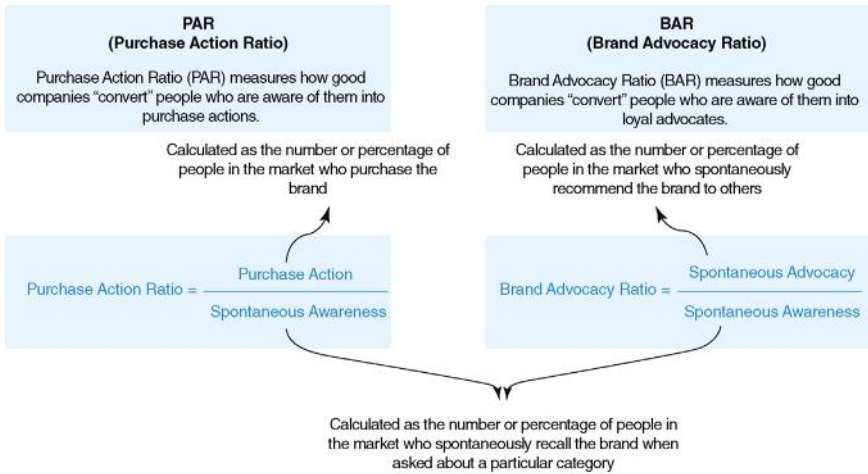 PAR
(Purchase Action Ratio)
Purchase Action Ratio (PAR) measures how good
companies “convert” people who are aware of them into
purchase actions.
BAR
(Brand Advocacy Ratio)
Brand Advocacy Ratio (BAR) measures how good
companies “convert” people who are aware of them into
loyal advocates.
Calculated as the number or percentage of
people in the market who purchase the
brand
Calculated as the number or percentage of
people in the market who spontaneously
recommend the brand to others
Purchase Action Ratio =
Purchase Action
Spontaneous Awareness
Brand Advocacy Ratio =
Spontaneous Advocacy
Spontaneous Awareness
Calculated as the number or percentage of people in
the market who spontaneously recall the brand when
asked about a particular category